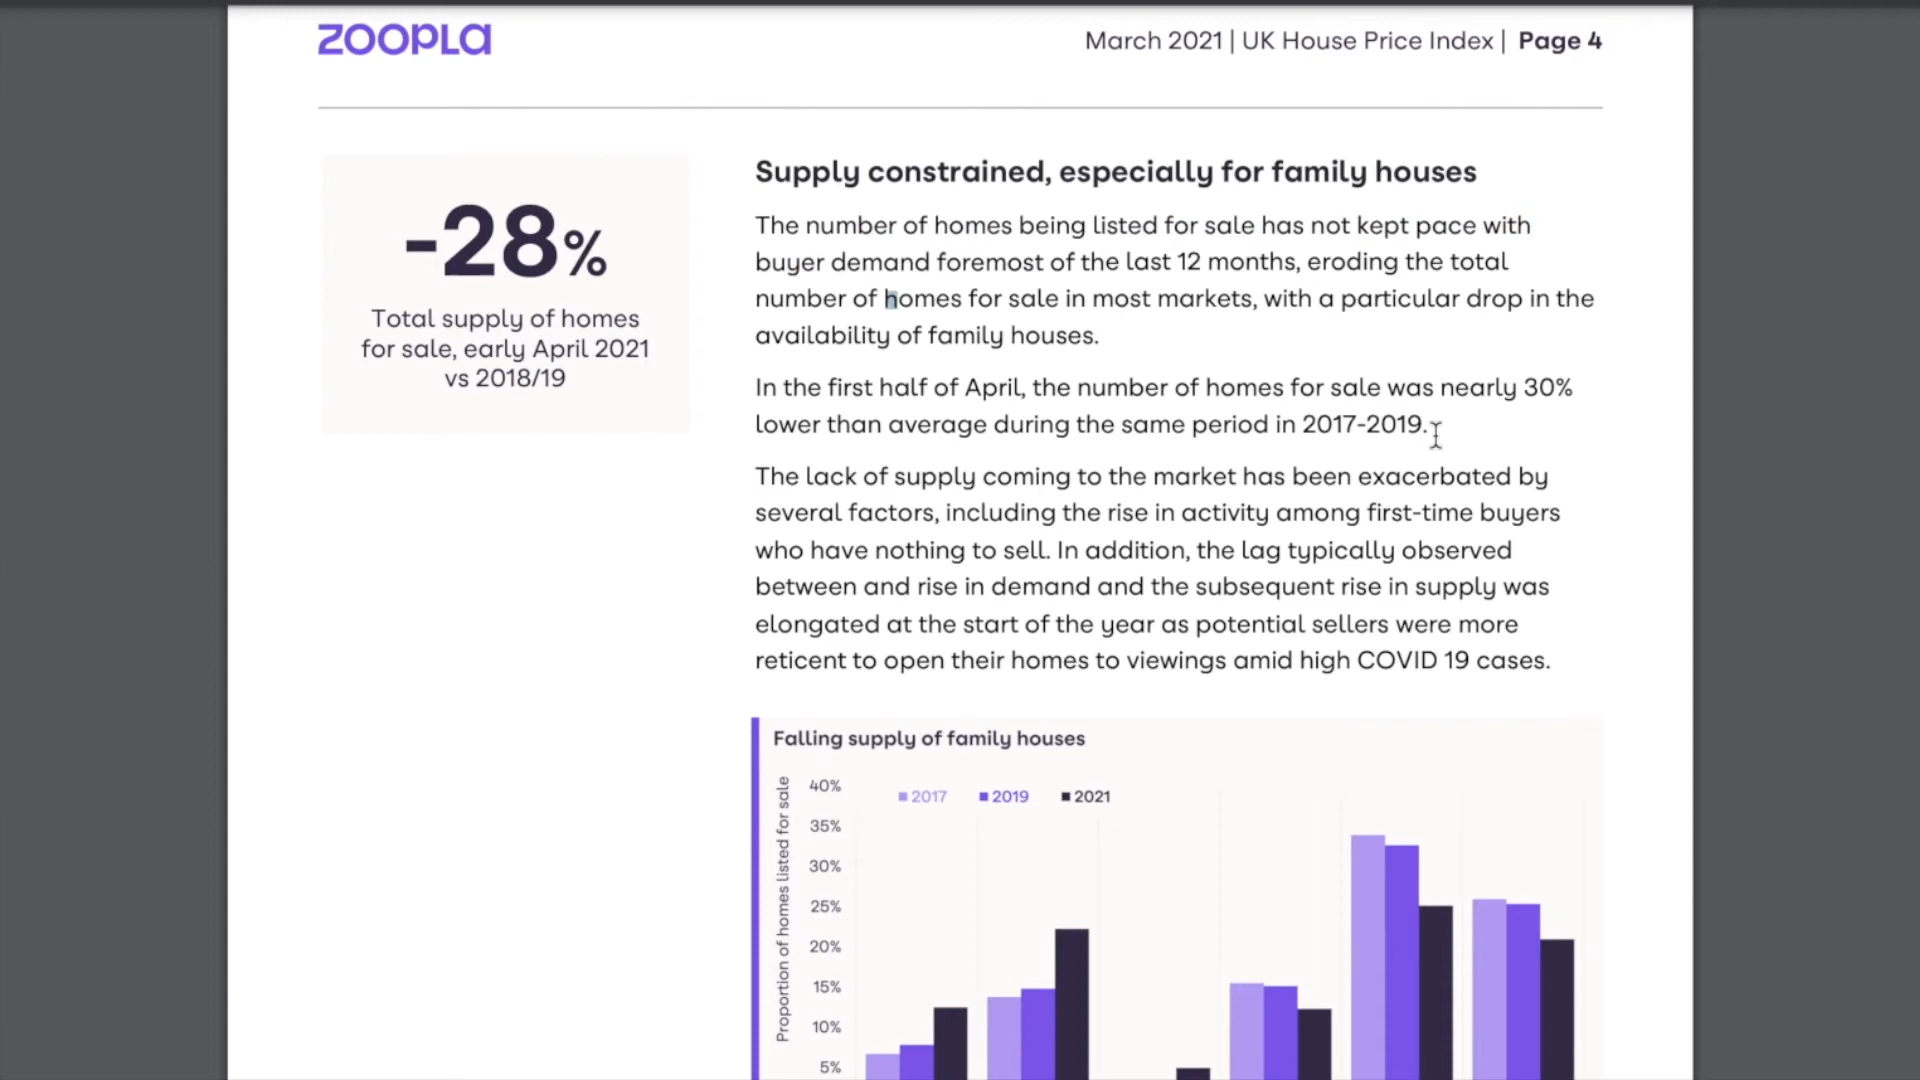 zoopla
March 2021 | UK House Price Index | Page 4
-28%
Total supply of homes
for sale, early April 2021
vs 2018/19
Supply constrained, especially for family houses
The number of homes being listed for sale has not kept pace with
buyer demand foremost of the last 12 months, eroding the total
number of homes for sale in most markets, with a particular drop in the
availability of family houses.
In the first half of April, the number of homes for sale was nearly 30%
lower than average during the same period in 2017-2019.
The lack of supply coming to the market has been exacerbated by
several factors, including the rise in activity among first-time buyers
who have nothing to sell. In addition, the lag typically observed
between and rise in demand and the subsequent rise in supply was
elongated at the start of the year as potential sellers were more
reticent to open their homes to viewings amid high COVID 19 cases.
Falling supply of family houses
Proportion of homes listed for sale
40%
35%
30%
25%
20%
15%
10%
5%
2017 2019 2021